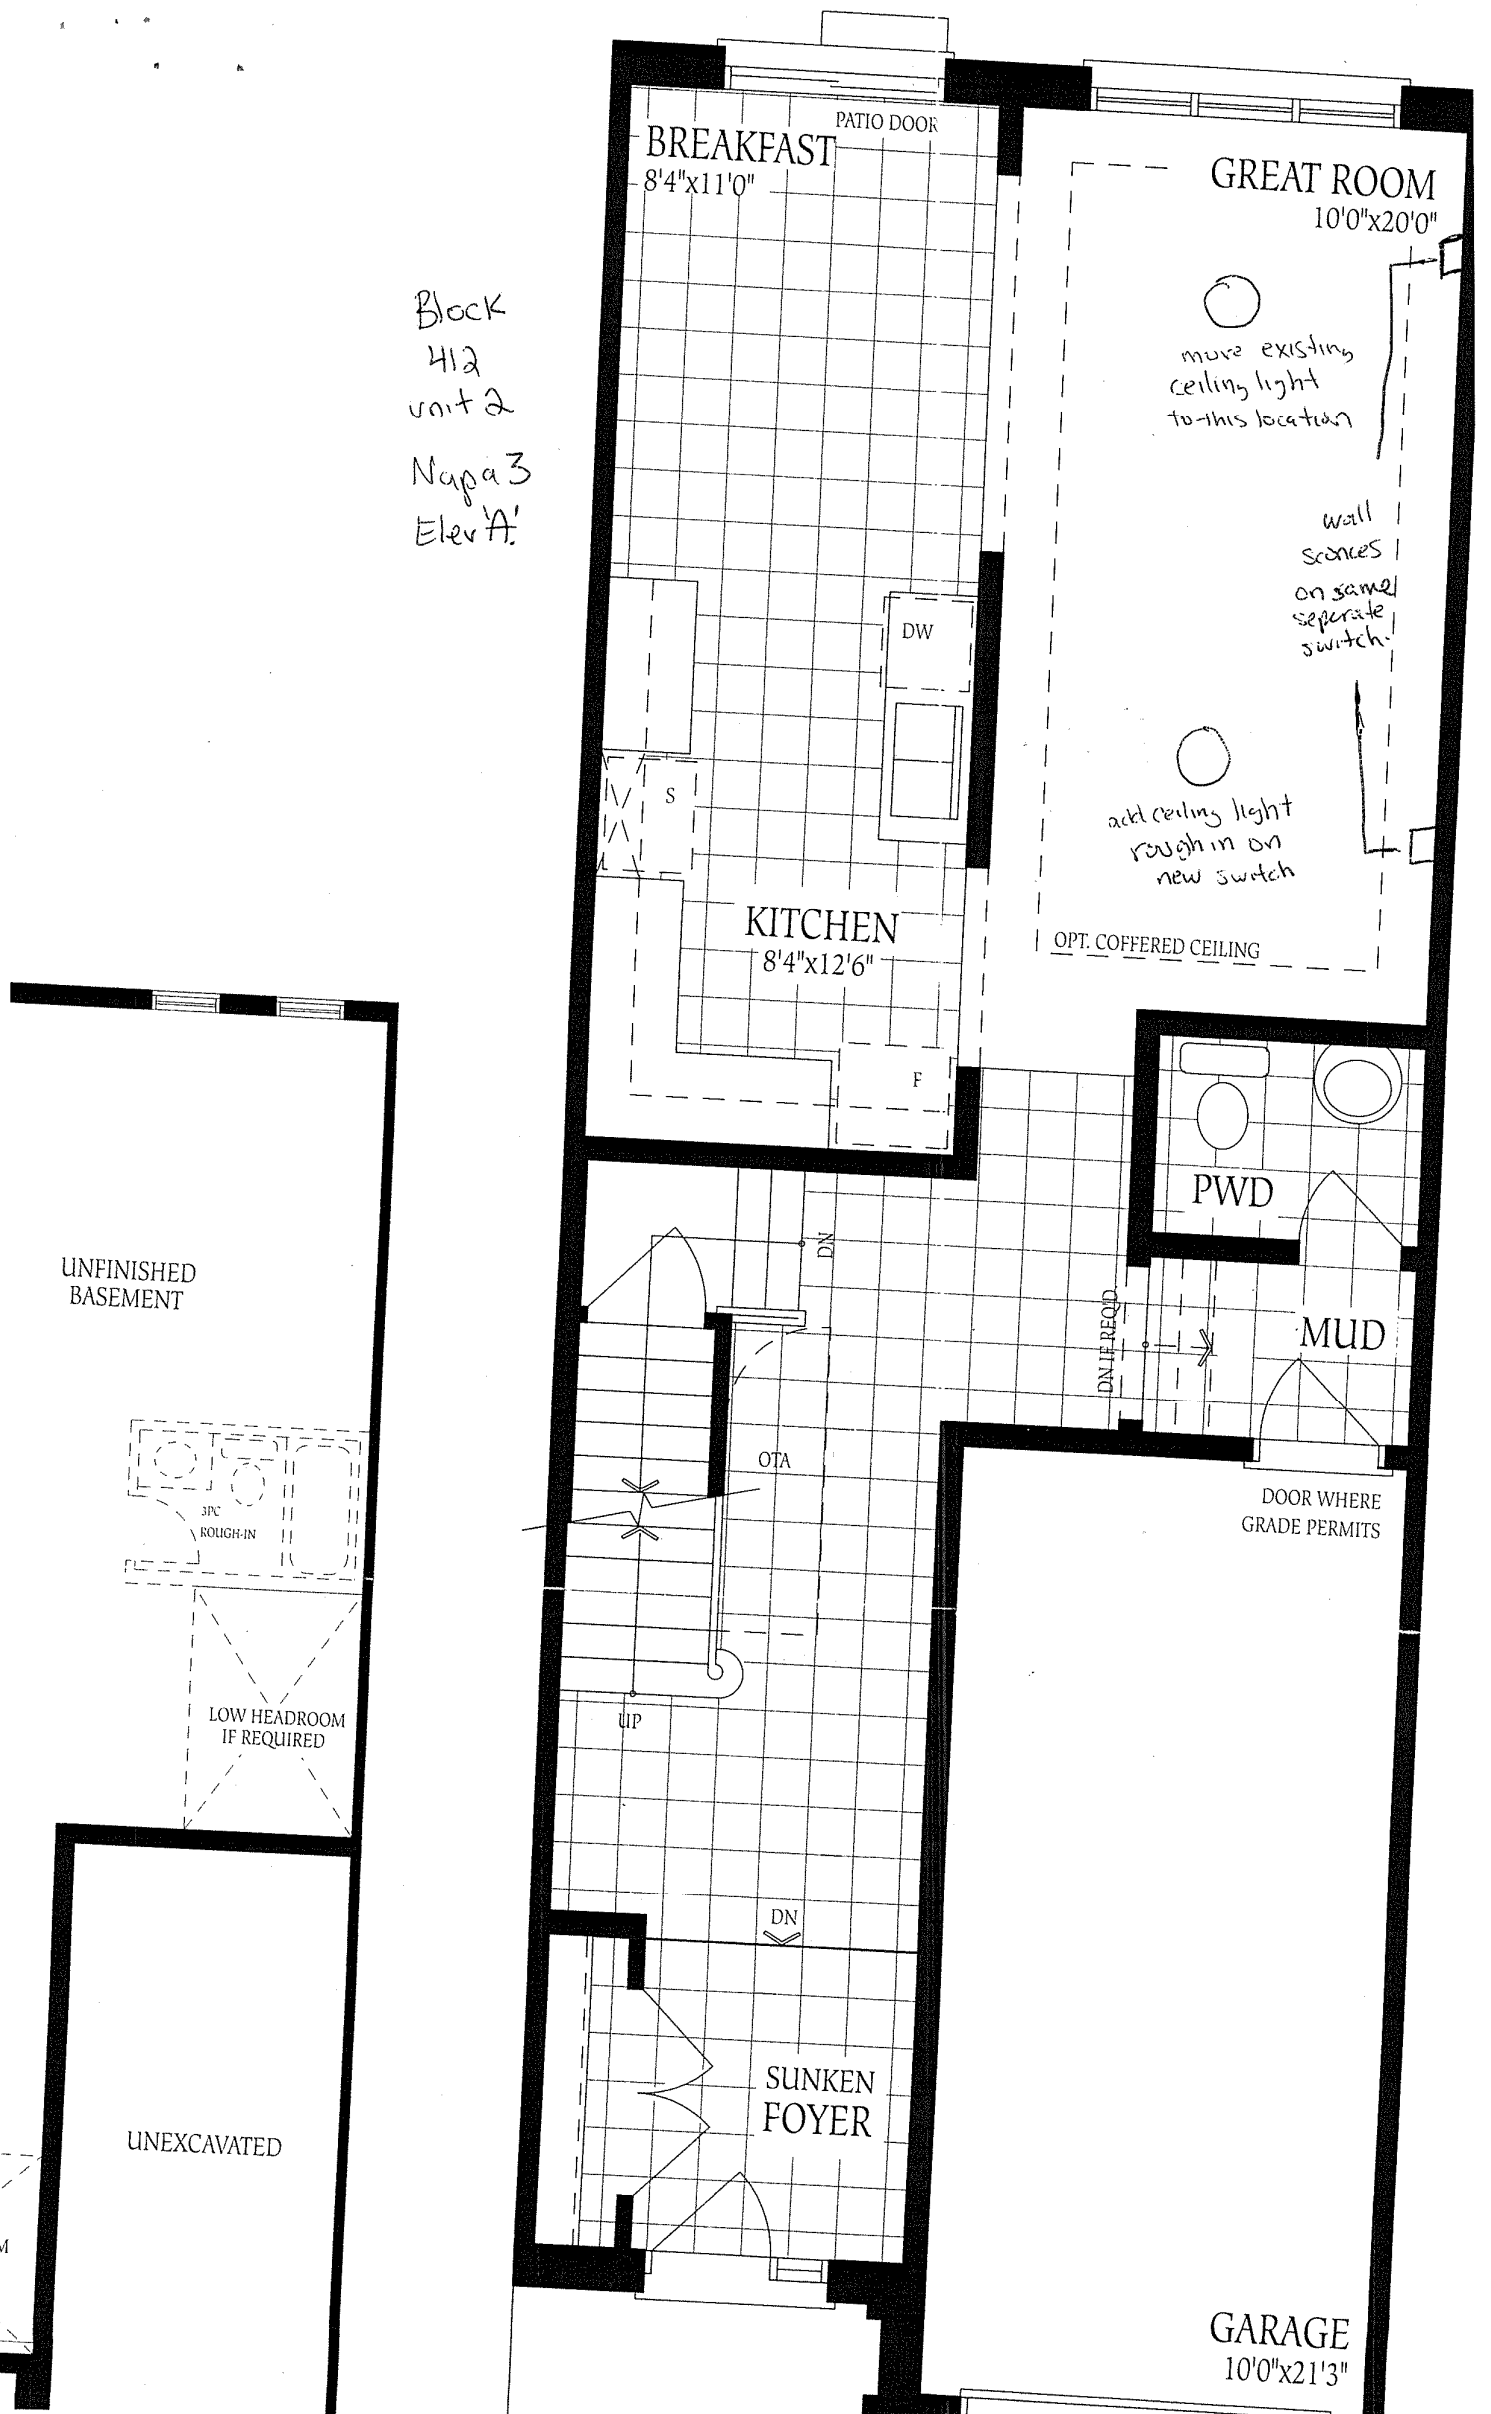 PATIO DOOR
BREAKFAST
8'4"x11'0"
GREAT ROOM
10'0"x20'0"
Block
412
unit 2
Napa 3
Elev 'A'.
move existing
ceiling light
to this location
wall
sconces
on same
seperate
switch.
DW
S
add ceiling light
rough in on
new switch
KITCHEN
8'4"x12'6"
OPT. COFFERED CEILING
F
PWD
DN
DN IF REQ'D.
MUD
UNFINISHED
BASEMENT
OTA
3PC
ROUGH-IN
DOOR WHERE
GRADE PERMITS
LOW HEADROOM
IF REQUIRED
UP
DN
SUNKEN
FOYER
UNEXCAVATED
M
GARAGE
10'0"x21'3"